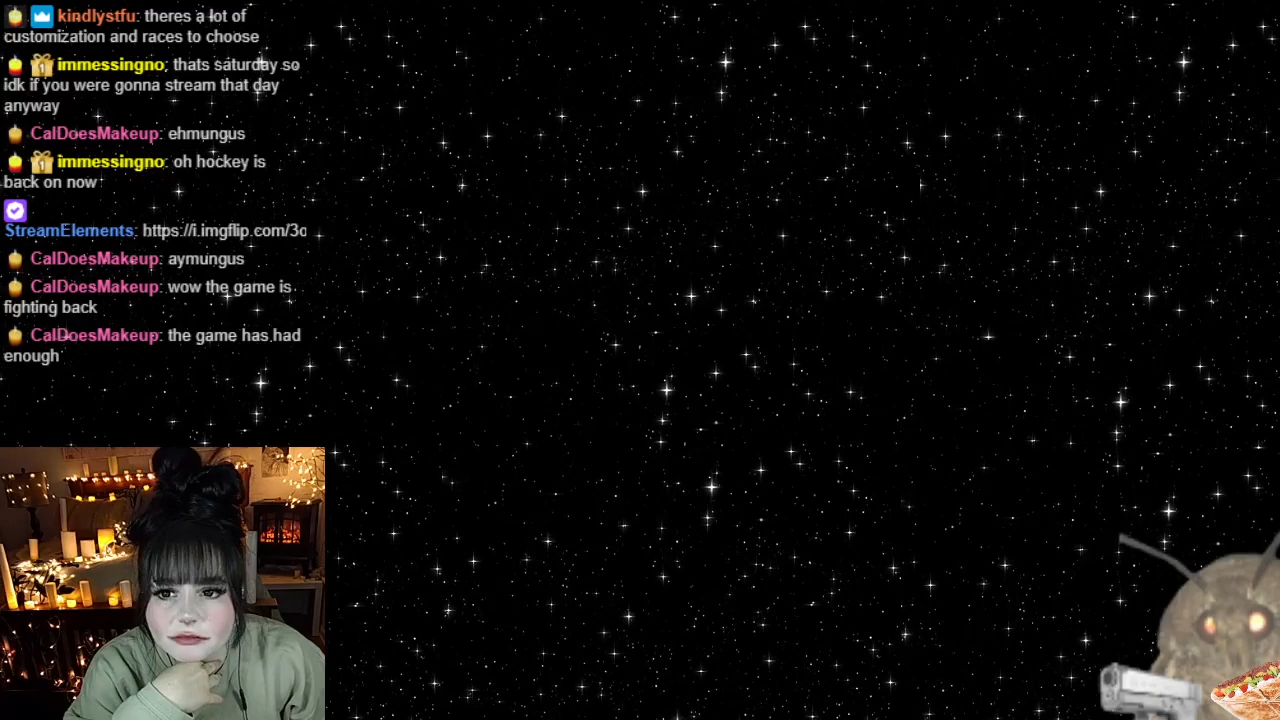 kindlystfu: theres a lot of
customization and races to choose
immessingno: thats saturday so
idk if you were gonna stream that day
anyway
CalDoesMakeup: ehmungus
immessingno: oh hockey is
back on now
StreamElements: https://i.imgflip.com/3
CalDoesMakeup: aymungus
CalDoesMakeup: wow the game is
fighting back
CalDoesMakeup: the game has had
enough